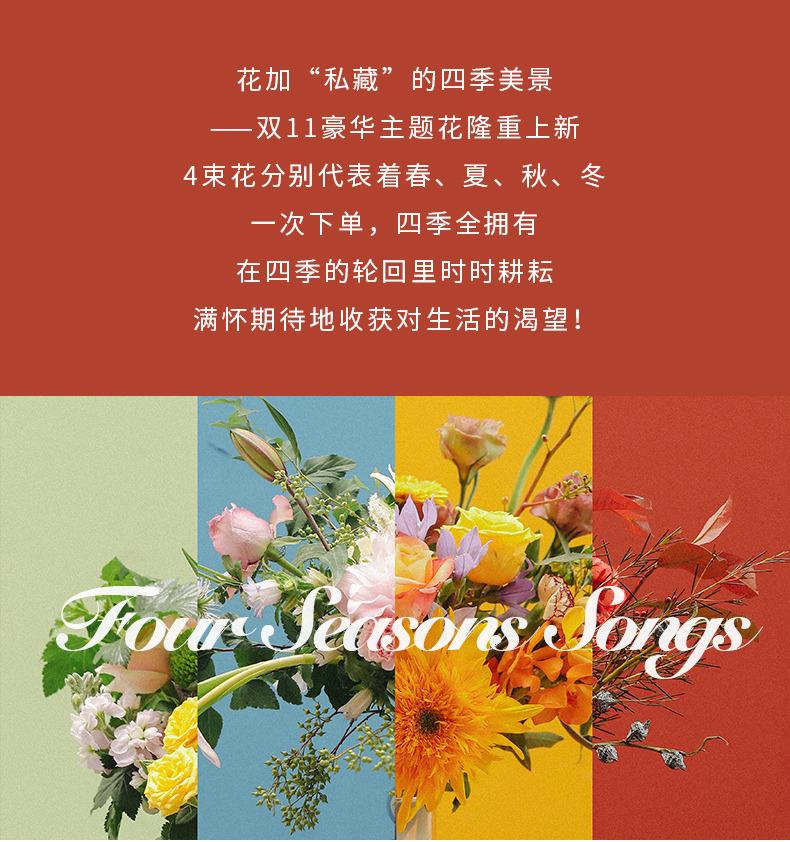 花加“私藏”的四季美景
——双11豪华主题花隆重上新
4束花分别代表着春、夏、秋、冬
一次下单，四季全拥有
在四季的轮回里时时耕耘
满怀期待地收获对生活的渴望！
Four Seasons Songs